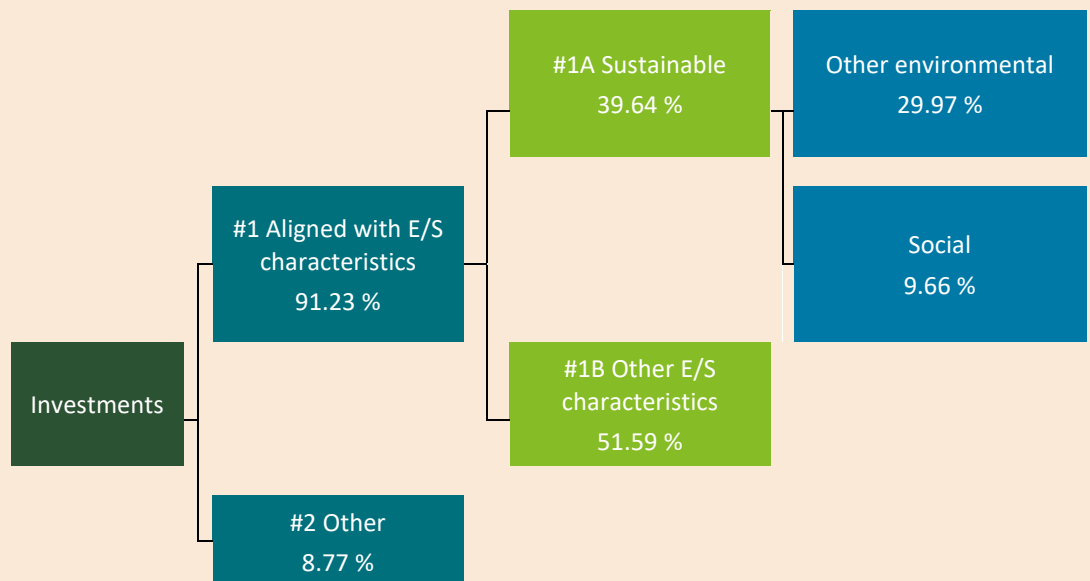 Investments
#1 Aligned with E/S
characteristics
91.23 %
#2 Other
8.77 %
#1A Sustainable
39.64 %
#1B Other E/S
characteristics
51.59 %
Other environmental
29.97 %
Social
9.66 %